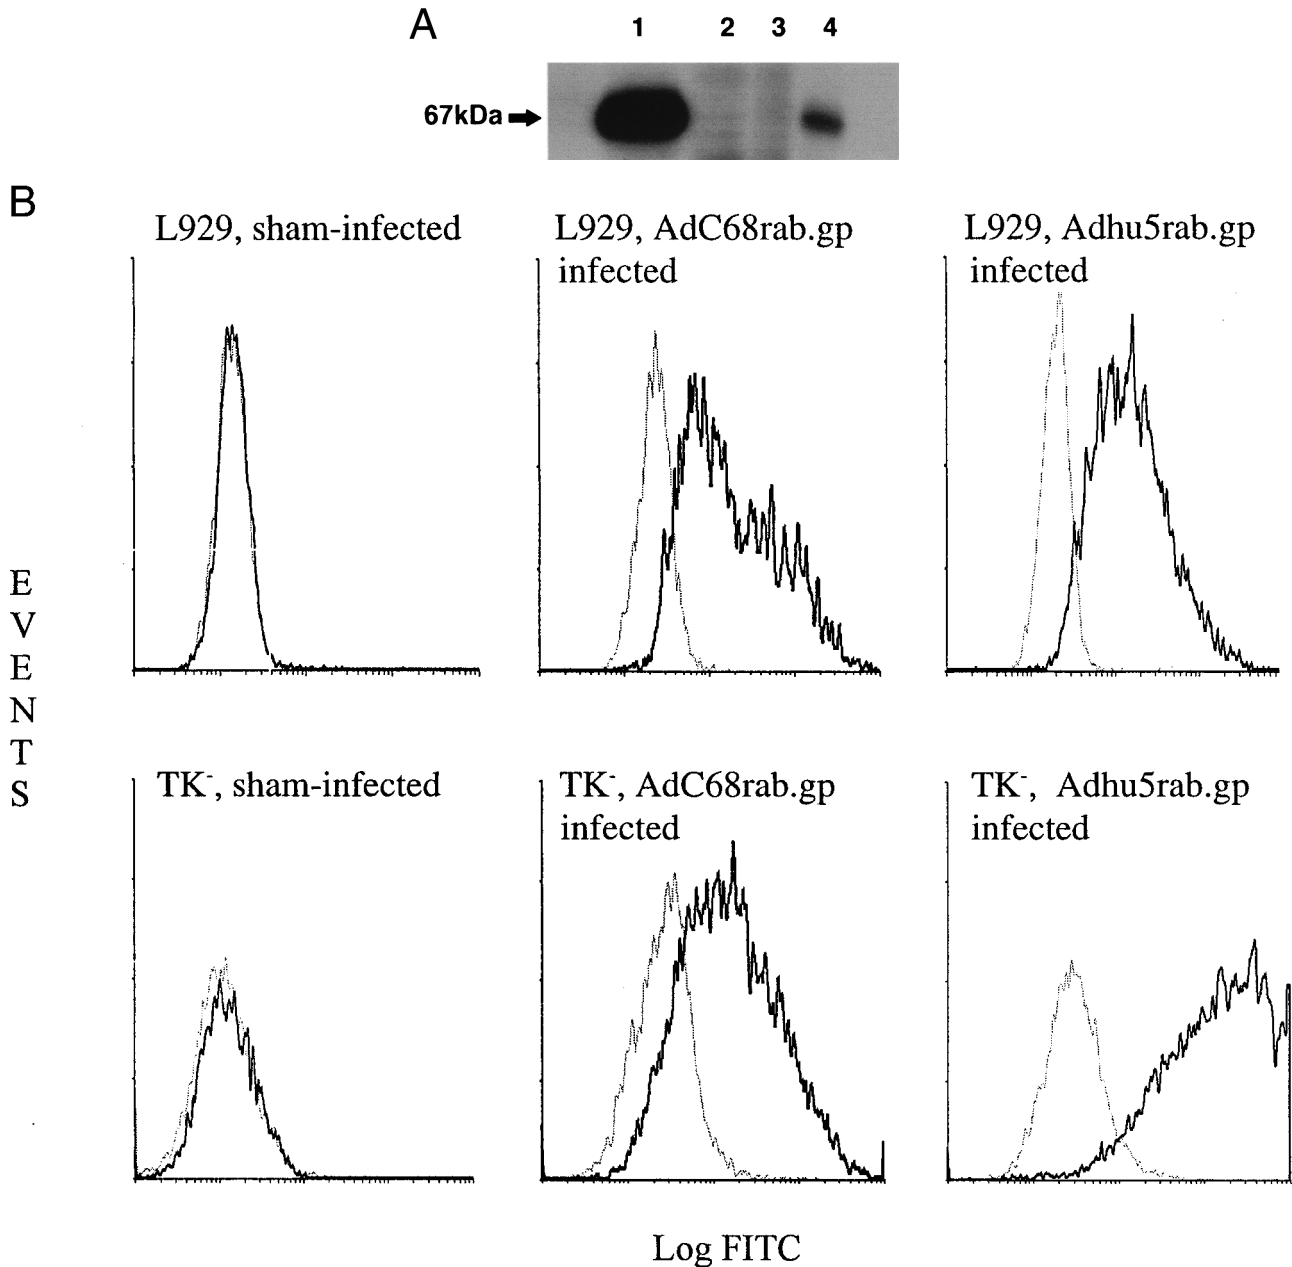 A
1 2 3 4
67kDa
B
L929, sham-infected
L929, AdC68rab.gp
infected
L929, Adhu5rab.gp
infected
EVENTS
TK⁻, sham-infected
TK⁻, AdC68rab.gp
infected
TK⁻, Adhu5rab.gp
infected
Log FITC